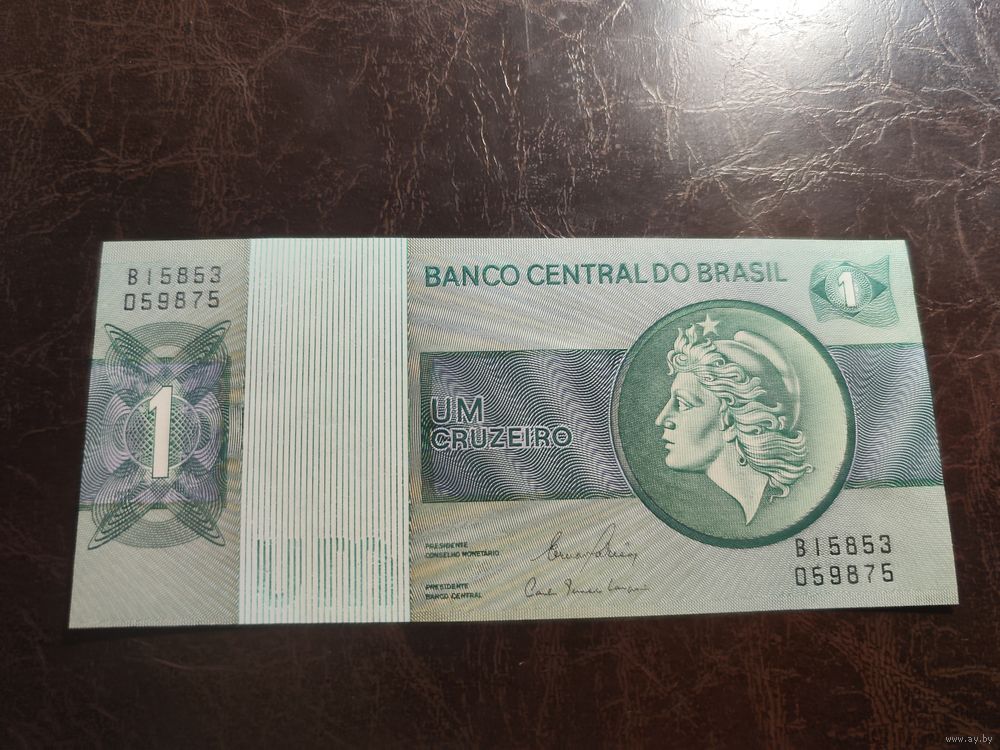 B15853
059875
BANCO CENTRAL DO BRASIL
1
1
UM
CRUZEIRO
PRESIDENTE
CONSELHO MONETÁRIO
PRESIDENTE
BANCO CENTRAL
B15853
059875
www.ay.by